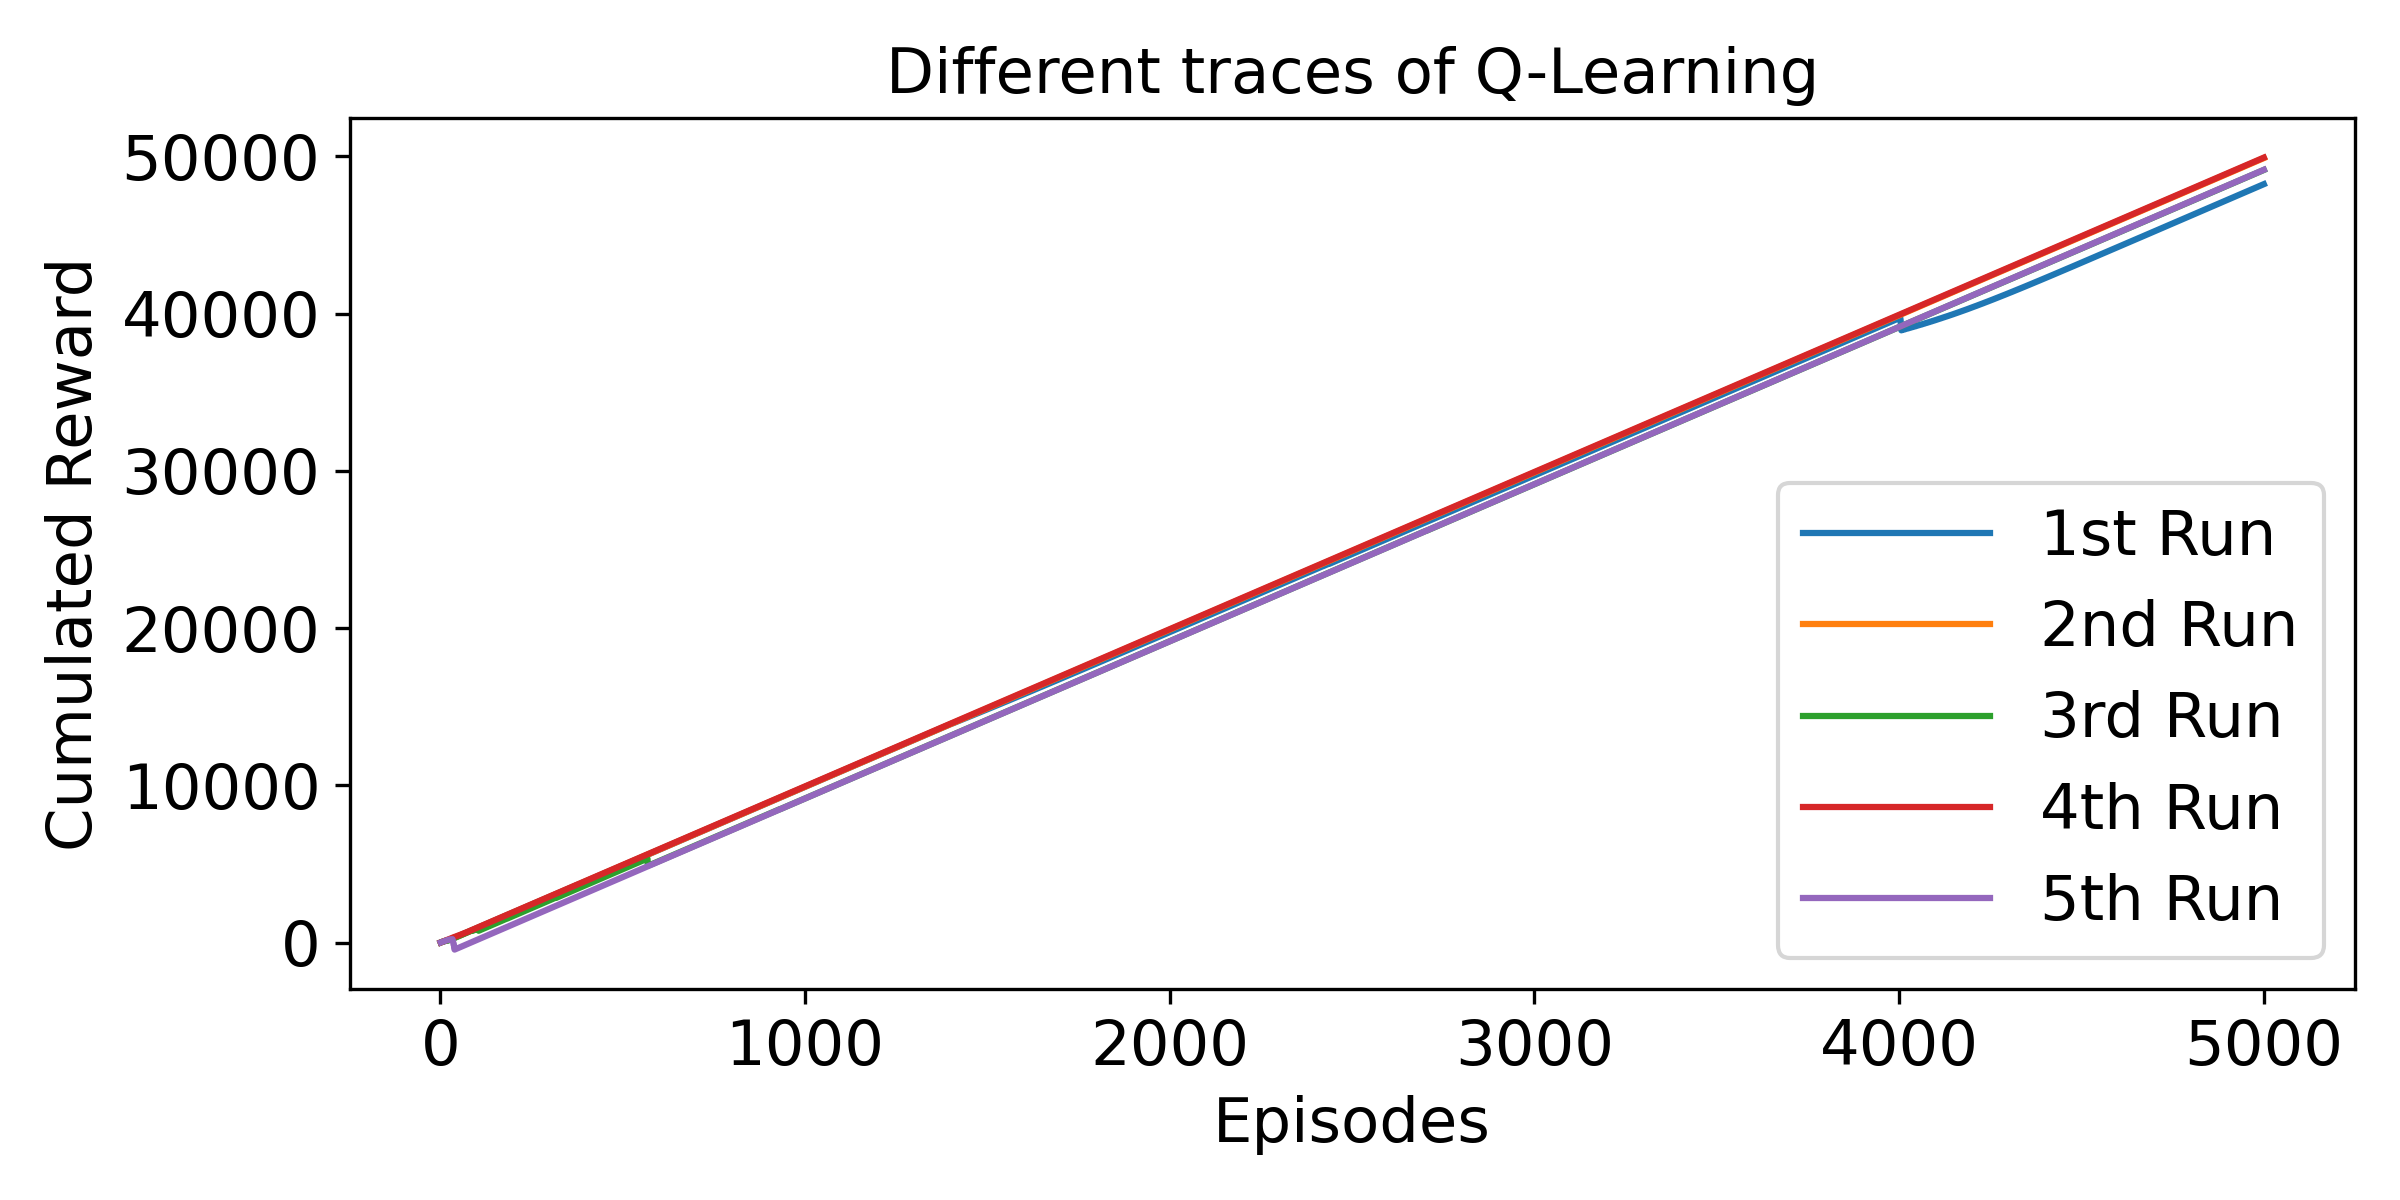 Different traces of Q-Learning
50000
40000
30000
20000
10000
0
Cumulated Reward
1st Run
2nd Run
3rd Run
4th Run
5th Run
0 1000 2000 3000 4000 5000
Episodes